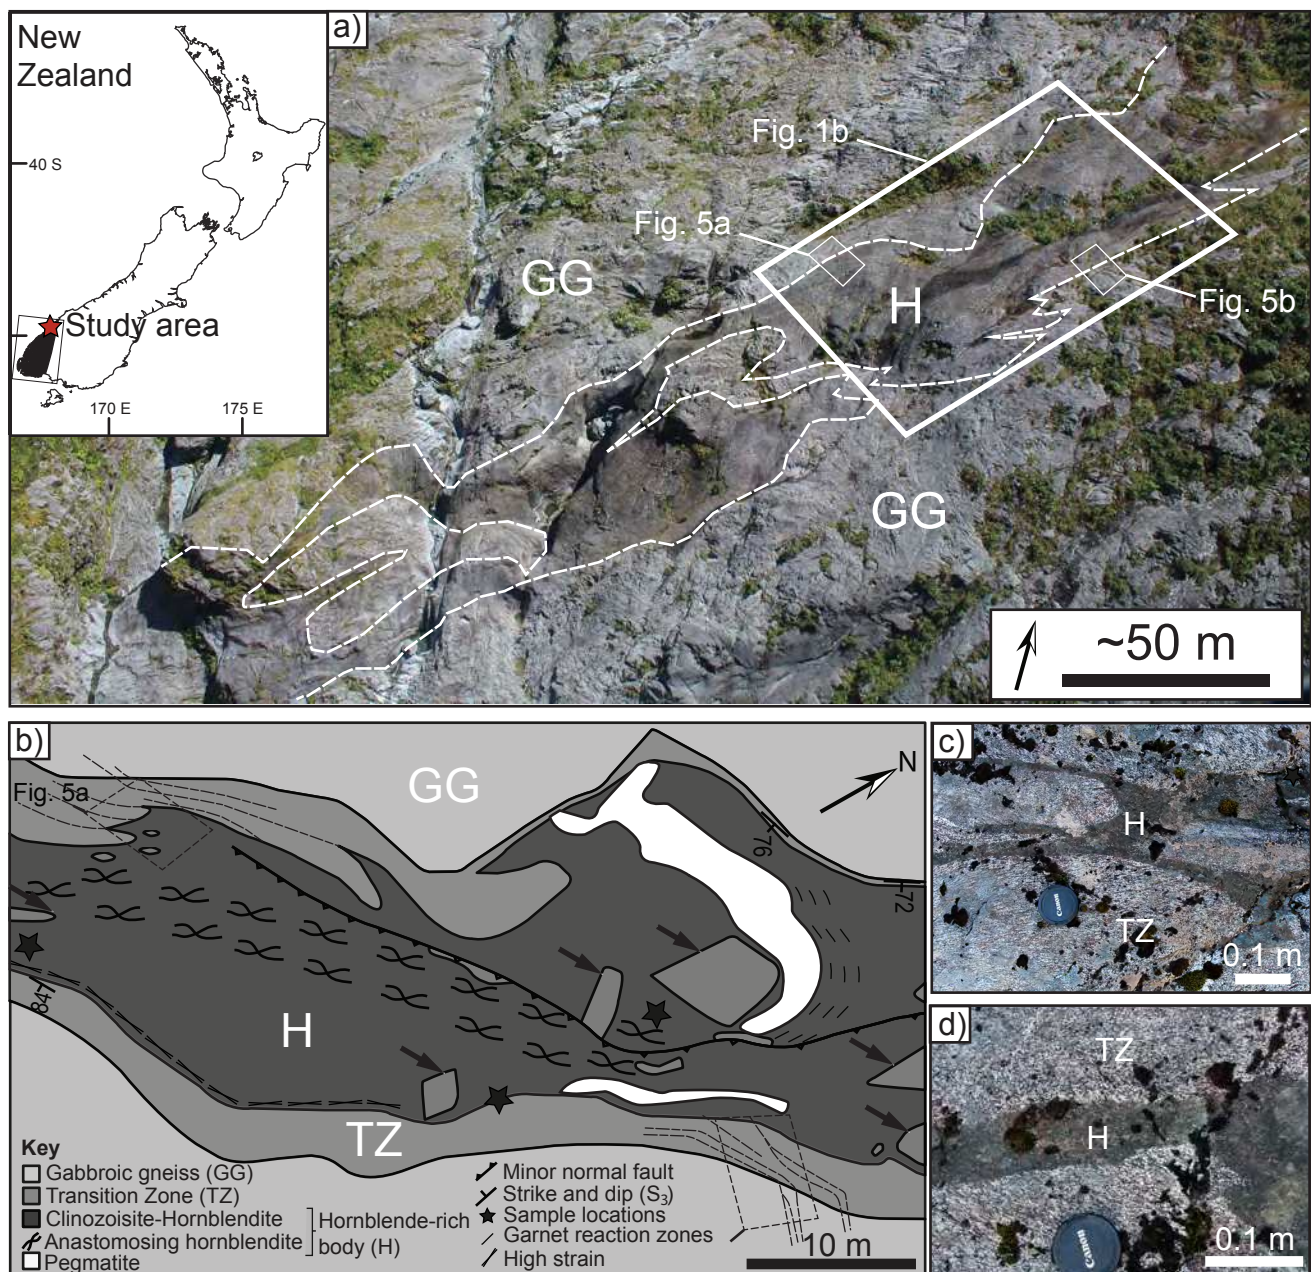 New
Zealand
40 S
Study area
170 E
175 E
a)
Fig. 1b
Fig. 5a
GG
H
Fig. 5b
GG
~50 m
b)
Fig. 5a
GG
N
76
72
84
H
TZ
Key
Gabbroic gneiss (GG)
Transition Zone (TZ)
Clinozoisite-Hornblendite
Anastomosing hornblendite
Pegmatite
Hornblende-rich
body (H)
Minor normal fault
Strike and dip (S₃)
Sample locations
Garnet reaction zones
High strain
10 m
c)
H
Canon
TZ
0.1 m
d)
TZ
H
Canon
0.1 m